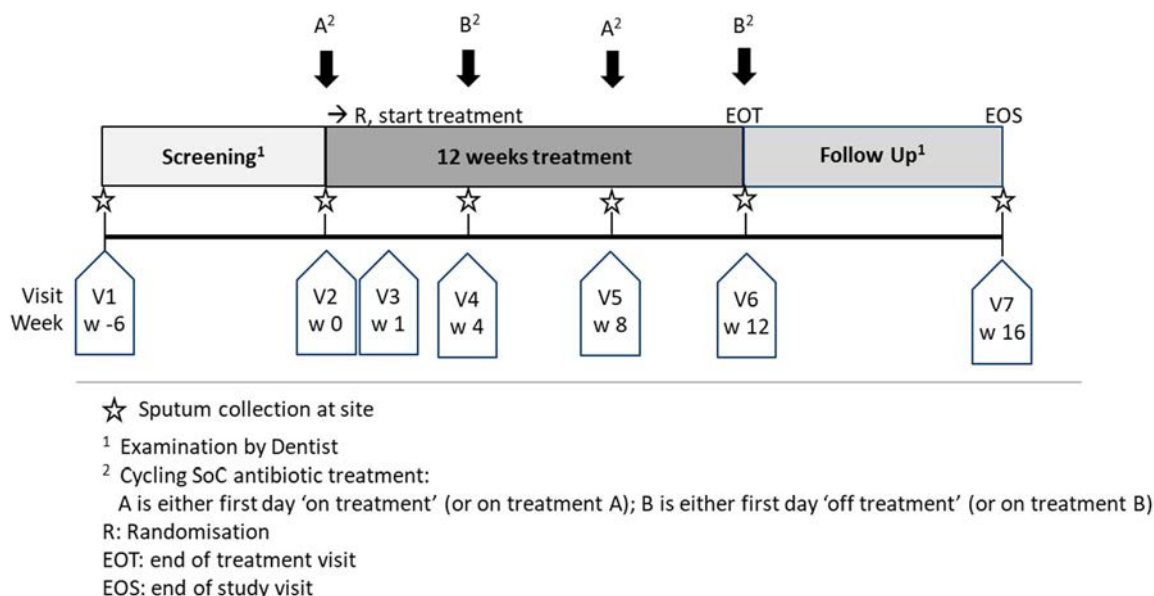 A² B² A² B²
→ R, start treatment EOT EOS
Screening¹ 12 weeks treatment Follow Up¹
Visit V1 V2 V3 V4 V5 V6 V7
Week w -6 w 0 w 1 w 4 w 8 w 12 w 16
☆ Sputum collection at site
¹ Examination by Dentist
² Cycling SoC antibiotic treatment:
A is either first day ‘on treatment’ (or on treatment A); B is either first day ‘off treatment’ (or on treatment B)
R: Randomisation
EOT: end of treatment visit
EOS: end of study visit